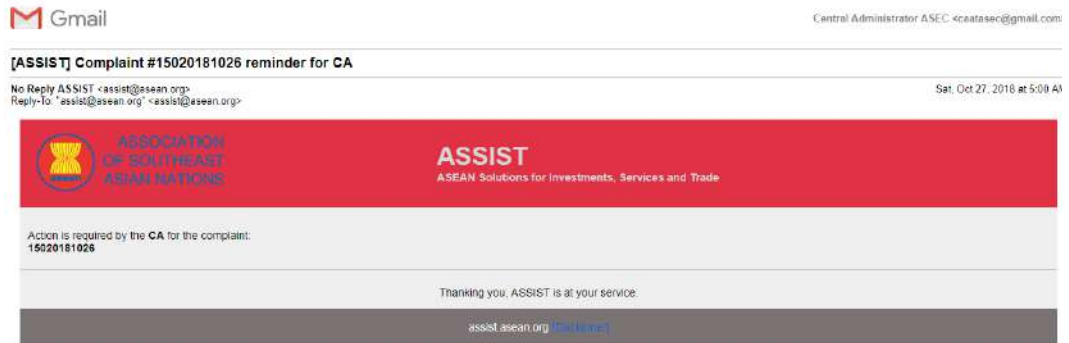 Gmail
Central Administrator ASEC <caatasec@gmail.com
[ASSIST] Complaint #15020181026 reminder for CA
No Reply ASSIST <assist@asean.org>
Reply-To: "assist@asean.org" <assist@asean.org>
Sat, Oct 27, 2018 at 5:00 AM
ASSOCIATION
OF SOUTHEAST
ASIAN NATIONS
ASSIST
ASEAN Solutions for Investments, Services and Trade
Action is required by the CA for the complaint:
15020181026
Thanking you, ASSIST is at your service.
assist.asean.org [Disclaimer]